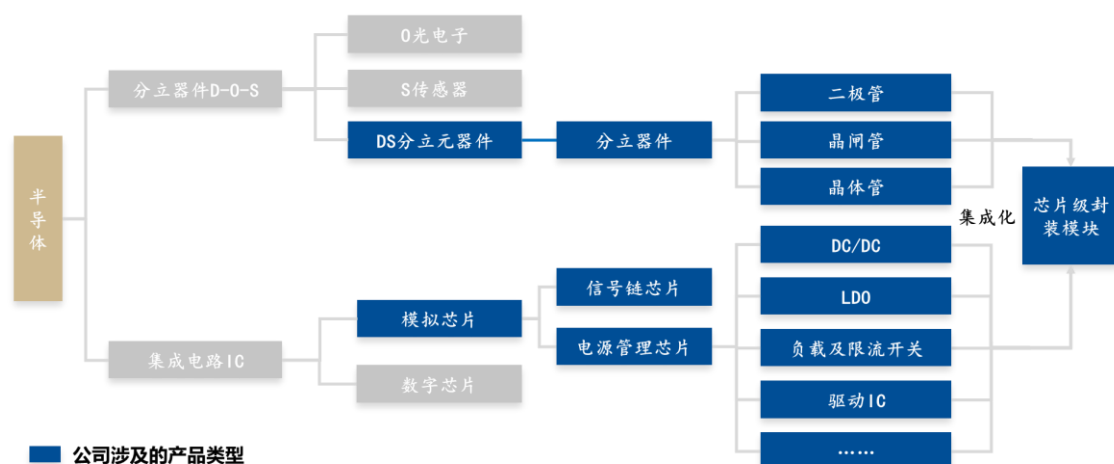 半
导
体
分立器件D-O-S
集成电路IC
O光电子
S传感器
DS分立元器件
模拟芯片
数字芯片
分立器件
信号链芯片
电源管理芯片
二极管
晶闸管
晶体管
DC/DC
LDO
负载及限流开关
驱动IC
……
集成化
芯片级封
装模块
公司涉及的产品类型